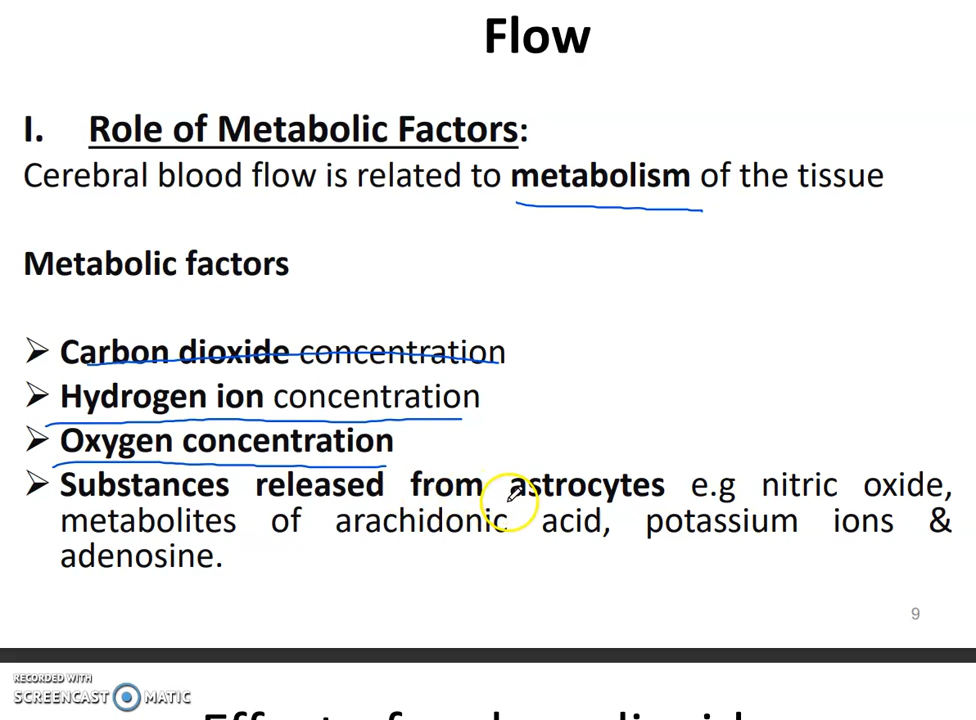 Flow
I. Role of Metabolic Factors:
Cerebral blood flow is related to metabolism of the tissue
Metabolic factors
➢ Carbon dioxide concentration
➢ Hydrogen ion concentration
➢ Oxygen concentration
➢ Substances released from astrocytes e.g nitric oxide,
metabolites of arachidonic acid, potassium ions &
adenosine.
9
RECORDED WITH
SCREENCAST MATIC